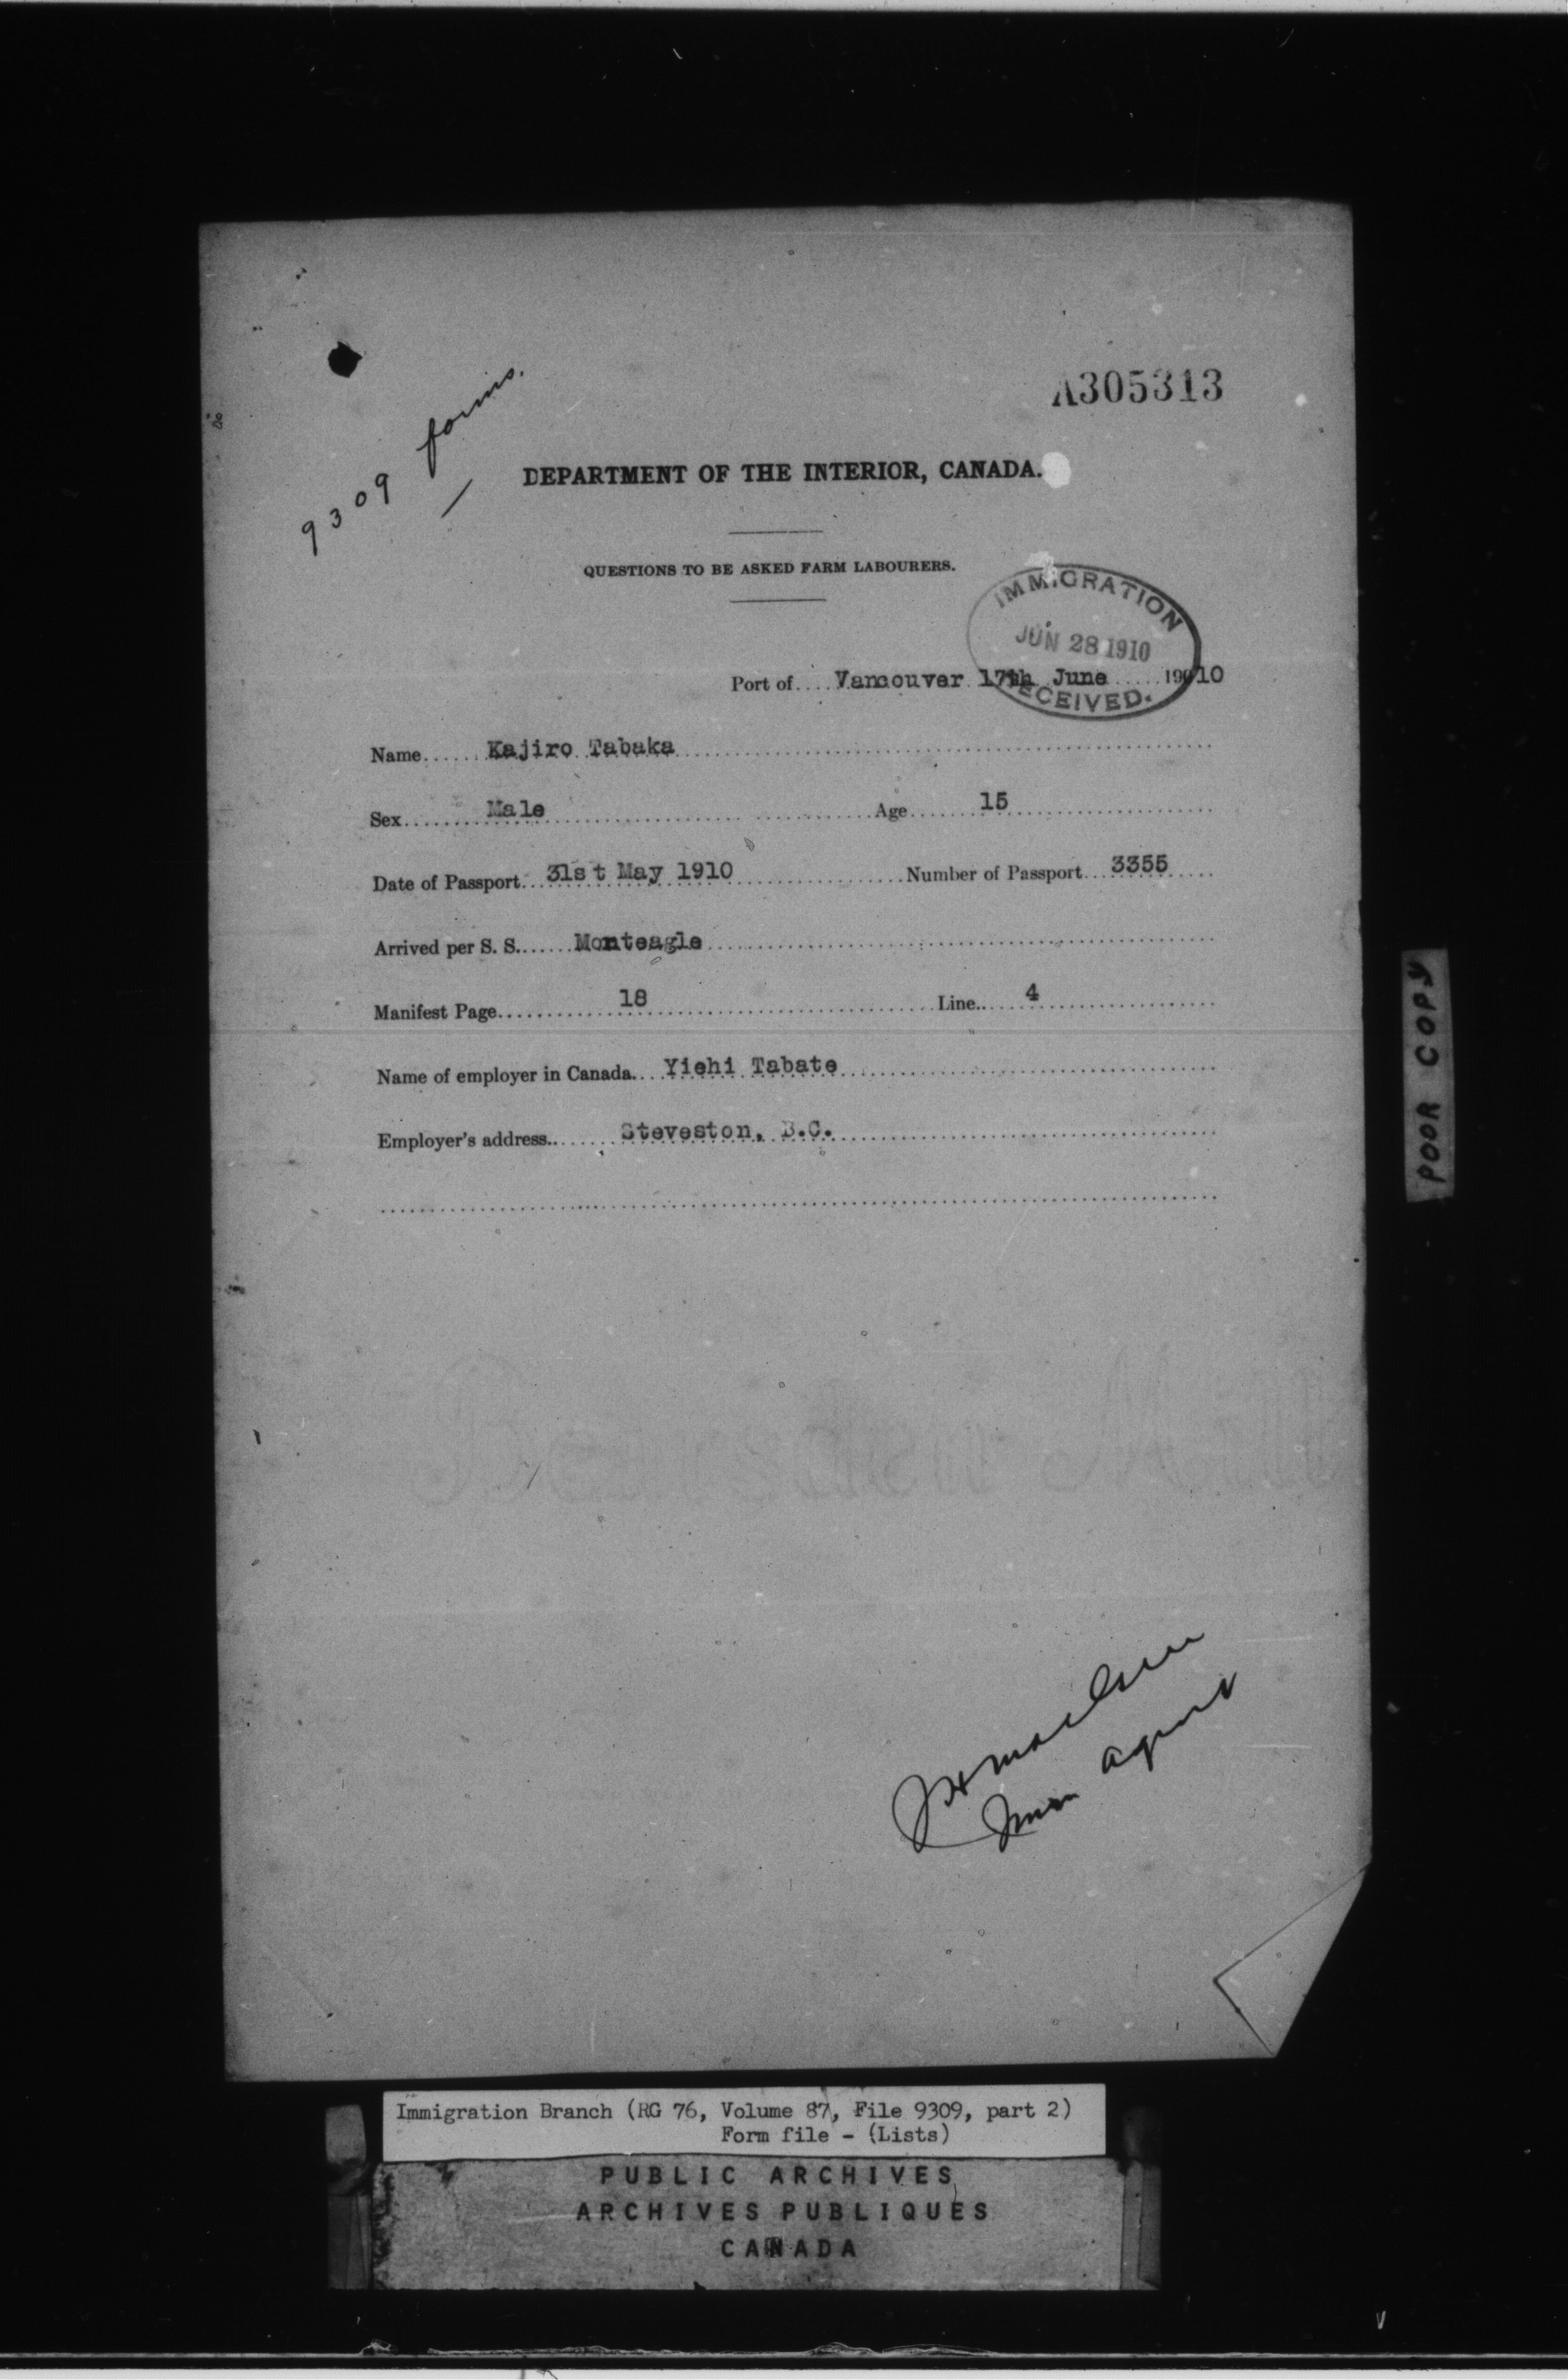 A305313
9309 forms.
DEPARTMENT OF THE INTERIOR, CANADA.
QUESTIONS TO BE ASKED FARM LABOURERS.
IMMIGRATION
JUN 28 1910
RECEIVED.
Port of.... Vancouver 17th June ..... 19010
Name...... Kajiro Tabaka
Sex........ Male Age........ 15
Date of Passport.. 31st May 1910 Number of Passport... 3355
Arrived per S. S...... Monteagle
Manifest Page.......... 18 Line...... 4
Name of employer in Canada... Yiehi Tabate
Employer's address....... Steveston, B.C.
Imm agent
POOR COPY
Immigration Branch (RG 76, Volume 87, File 9309, part 2)
Form file - (Lists)
PUBLIC ARCHIVES
ARCHIVES PUBLIQUES
CANADA